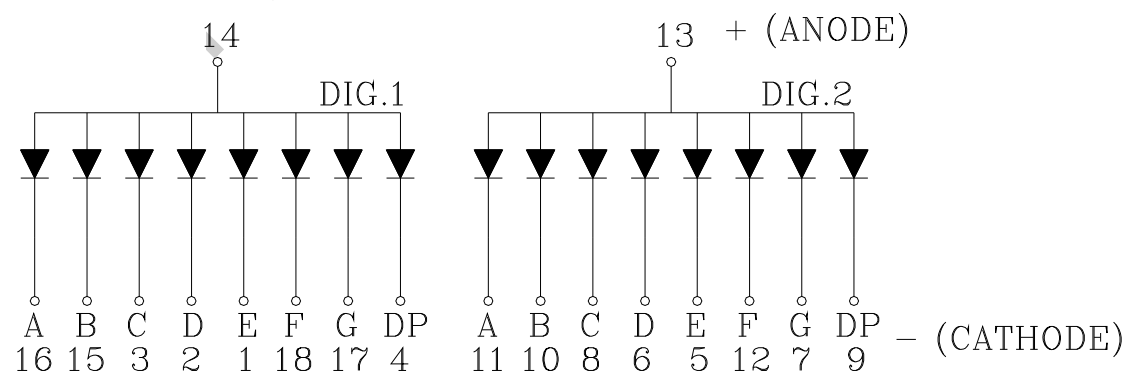 14 13 + (ANODE)
DIG.1 DIG.2
A B C D E F G DP A B C D E F G DP
16 15 3 2 1 18 17 4 11 10 8 6 5 12 7 9 − (CATHODE)